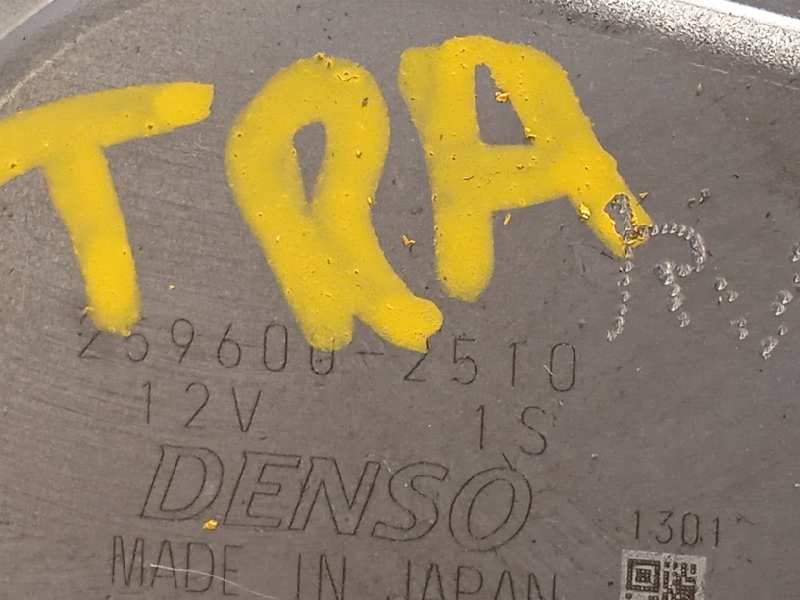 TRA
259600-2510
12V 1S
DENSO
1301
MADE IN JAPAN